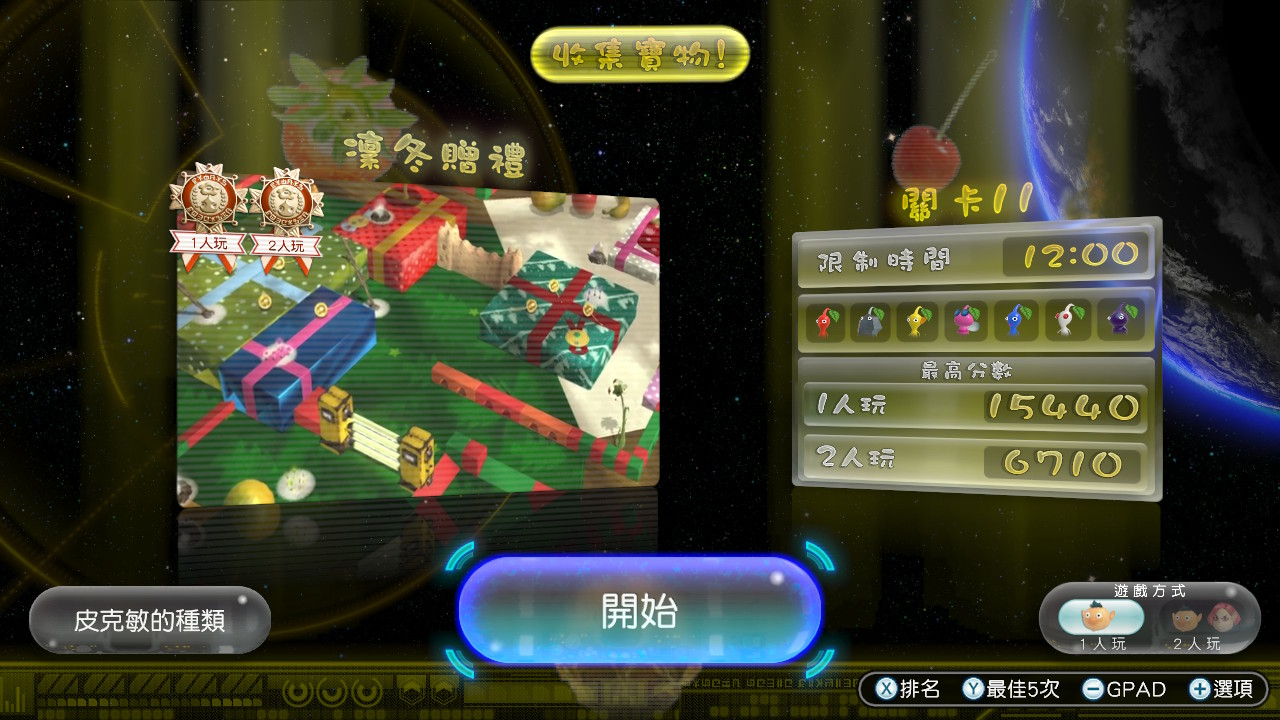 收集寶物!
凜冬贈禮
1人玩
2人玩
關卡11
限制時間 12:00
最高分數
1人玩 15440
2人玩 6710
開始
皮克敏的種類
遊戲方式
1人玩 2人玩
X排名 Y最佳5次 −GPAD +選項